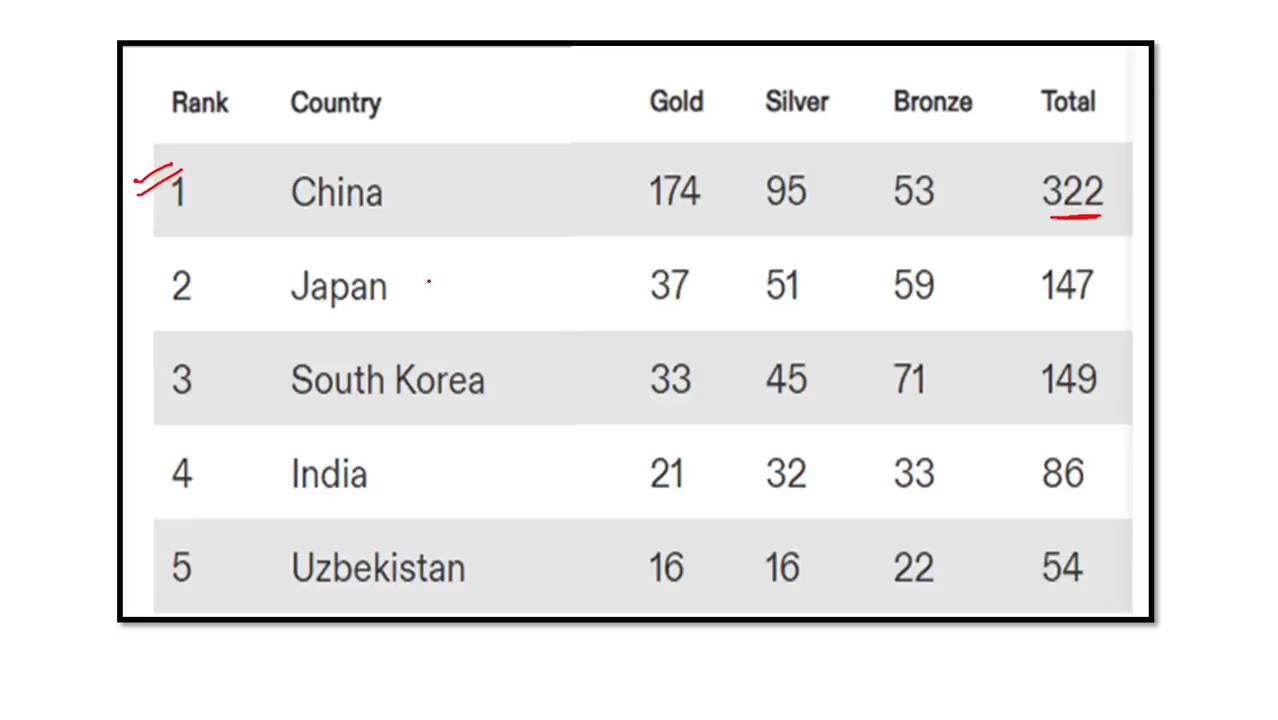 Rank Country Gold Silver Bronze Total
1 China 174 95 53 322
2 Japan 37 51 59 147
3 South Korea 33 45 71 149
4 India 21 32 33 86
5 Uzbekistan 16 16 22 54